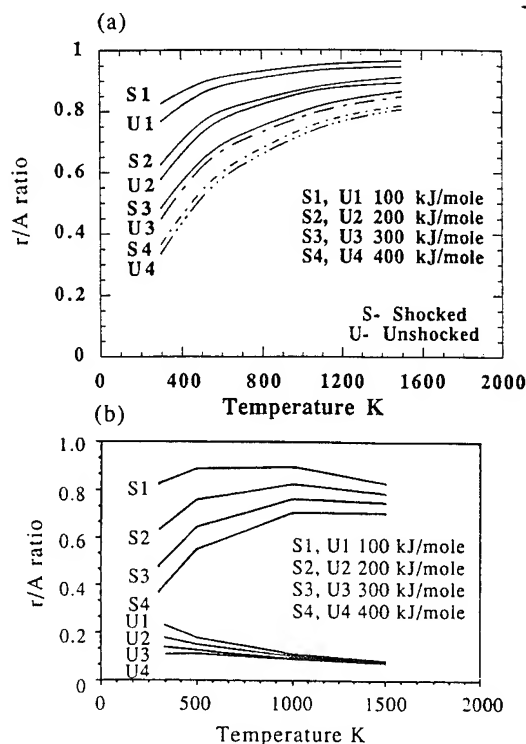 (a)
1
0.8
0.6
0.4
0.2
0
r/A ratio
S1
U1
S2
U2
S3
U3
S4
U4
S1, U1 100 kJ/mole
S2, U2 200 kJ/mole
S3, U3 300 kJ/mole
S4, U4 400 kJ/mole
S- Shocked
U- Unshocked
0 400 800 1200 1600 2000
Temperature K
(b)
1.0
0.8
0.6
0.4
0.2
0
r/A ratio
S1
S2
S3
S4
U1
U2
U3
U4
S1, U1 100 kJ/mole
S2, U2 200 kJ/mole
S3, U3 300 kJ/mole
S4, U4 400 kJ/mole
0 500 1000 1500 2000
Temperature K